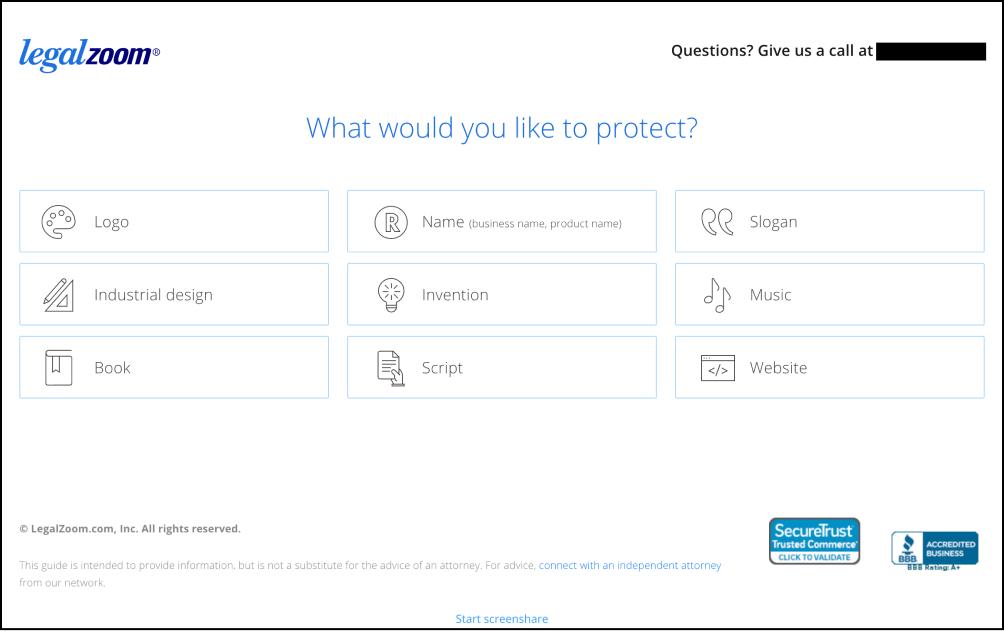 legalzoom®
Questions? Give us a call at
What would you like to protect?
Logo
R Name (business name, product name)
Slogan
Industrial design
Invention
Music
Book
Script
</> Website
© LegalZoom.com, Inc. All rights reserved.
SecureTrust
Trusted Commerce
CLICK TO VALIDATE
BBB
ACCREDITED
BUSINESS
BBB Rating: A+
This guide is intended to provide information, but is not a substitute for the advice of an attorney. For advice, connect with an independent attorney
from our network.
Start screenshare